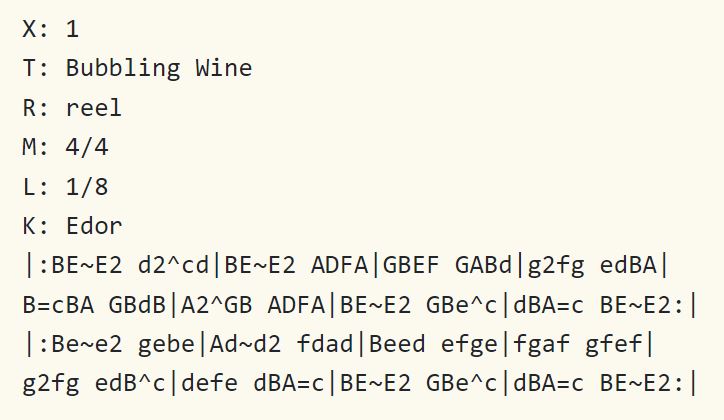 X: 1
T: Bubbling Wine
R: reel
M: 4/4
L: 1/8
K: Edor
|:BE~E2 d2^cd|BE~E2 ADFA|GBEF GABd|g2fg edBA|
B=cBA GBdB|A2^GB ADFA|BE~E2 GBe^c|dBA=c BE~E2:|
|:Be~e2 gebe|Ad~d2 fdad|Beed efge|fgaf gfef|
g2fg edB^c|defe dBA=c|BE~E2 GBe^c|dBA=c BE~E2:|